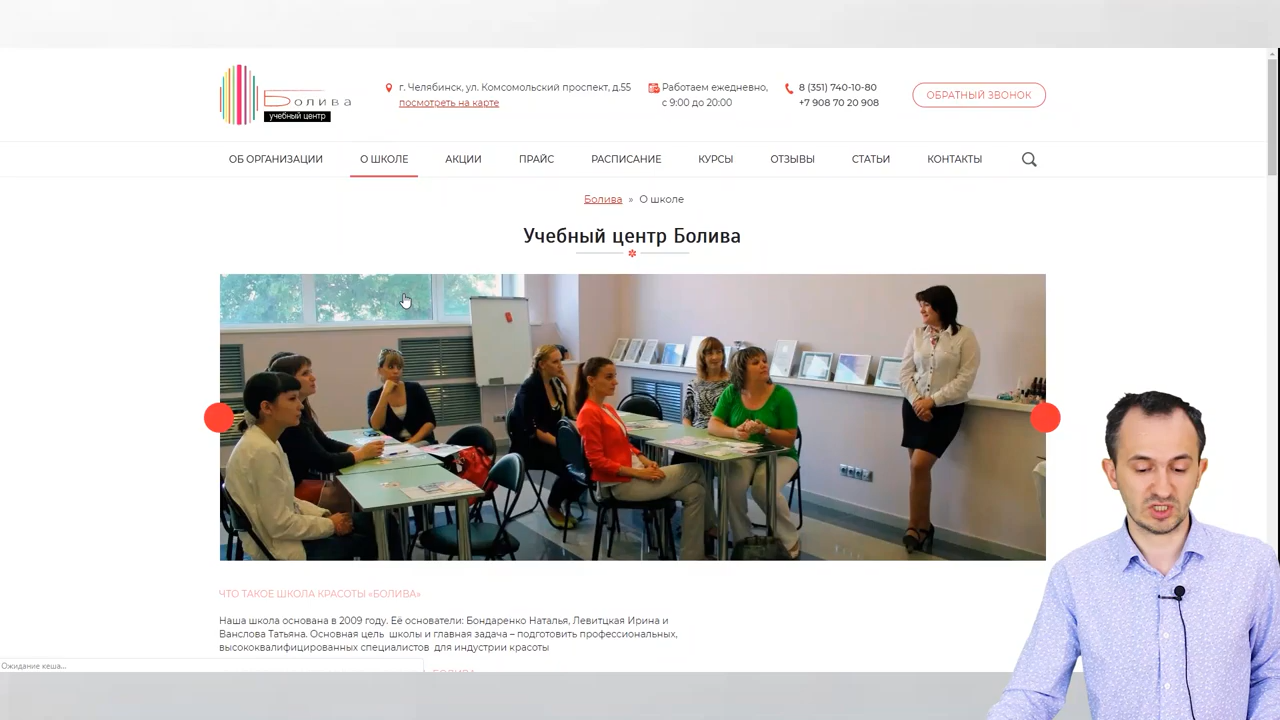 Болива
учебный центр
г. Челябинск, ул. Комсомольский проспект, д.55
посмотреть на карте
Работаем ежедневно,
с 9:00 до 20:00
8 (351) 740-10-80
+7 908 70 20 908
ОБРАТНЫЙ ЗВОНОК
ОБ ОРГАНИЗАЦИИ О ШКОЛЕ АКЦИИ ПРАЙС РАСПИСАНИЕ КУРСЫ ОТЗЫВЫ СТАТЬИ КОНТАКТЫ
Болива » О школе
Учебный центр Болива
ЧТО ТАКОЕ ШКОЛА КРАСОТЫ «БОЛИВА»
Наша школа основана в 2009 году. Её основатели: Бондаренко Наталья, Левитцкая Ирина и
Ванслова Татьяна. Основная цель школы и главная задача – подготовить профессиональных,
высококвалифицированных специалистов для индустрии красоты
Ожидание кеша...